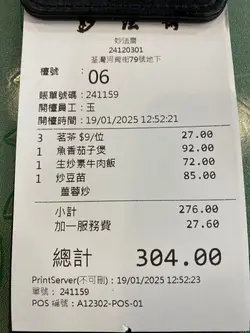 妙法齋
24120301
荃灣河背街79號地下
檯號 06
帳單號碼：241159
開檯員工：玉
開檯時間：19/01/2025 12:52:21
3 茗茶 $9/位 27.00
1 魚香茄子煲 92.00
1 生炒素牛肉飯 72.00
1 炒豆苗 85.00
薑蓉炒
小計 276.00
加一服務費 27.60
總計 304.00
PrintServer(不可刪)：19/01/2025 12:52:23
單號：241159
POS 編號：A12302-POS-01